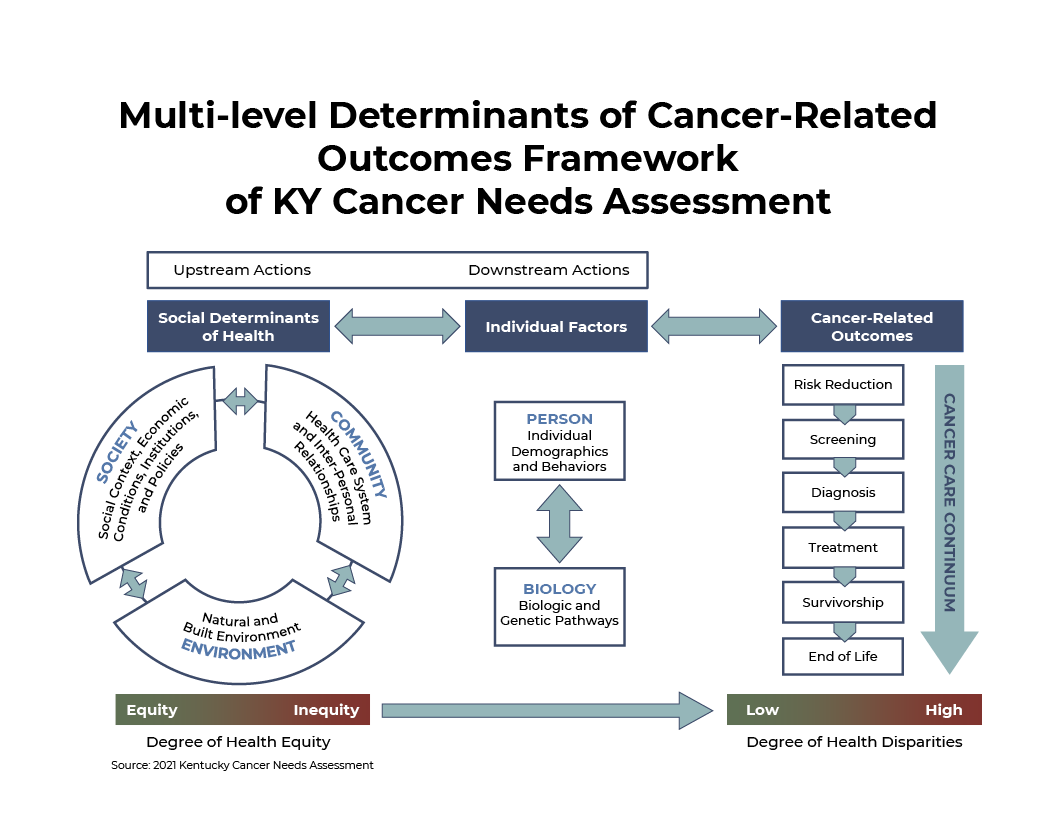 Multi-level Determinants of Cancer-Related
Outcomes Framework
of KY Cancer Needs Assessment
Upstream Actions
Downstream Actions
Social Determinants
of Health
Individual Factors
Cancer-Related
Outcomes
SOCIETY
Social Context, Economic
Conditions, Institutions,
and Policies
COMMUNITY
Health Care System
and Inter-Personal
Relationships
Natural and
Built Environment
ENVIRONMENT
PERSON
Individual
Demographics
and Behaviors
BIOLOGY
Biologic and
Genetic Pathways
Risk Reduction
Screening
Diagnosis
Treatment
Survivorship
End of Life
CANCER CARE CONTINUUM
Equity
Inequity
Degree of Health Equity
Low
High
Degree of Health Disparities
Source: 2021 Kentucky Cancer Needs Assessment